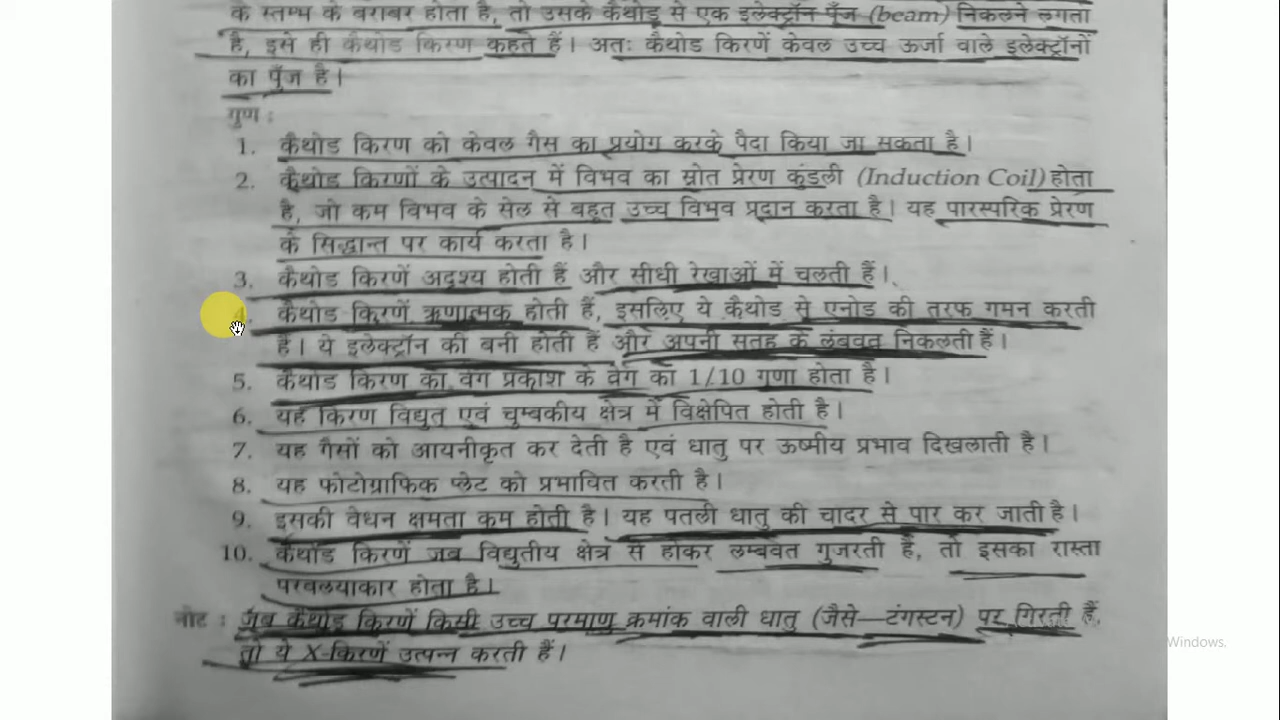 के स्तम्भ के बराबर होता है, तो उसके कैथोड से एक इलेक्ट्रॉन पूँज (beam) निकलने लगता
है, इसे ही कैथोड किरण कहते हैं। अतः कैथोड किरणें केवल उच्च ऊर्जा वाले इलेक्ट्रॉनों
का पुँज है।
गुण :
1. कैथोड किरण को केवल गैस का प्रयोग करके पैदा किया जा सकता है।
2. कैथोड किरणों के उत्पादन में विभव का स्रोत प्रेरण कुंडली (Induction Coil) होता
है, जो कम विभव के सेल से बहुत उच्च विभव प्रदान करता है। यह पारस्परिक प्रेरण
के सिद्धान्त पर कार्य करता है।
3. कैथोड किरणें अदृश्य होती हैं और सीधी रेखाओं में चलती हैं।
4. कैथोड किरणें ऋणात्मक होती हैं, इसलिए ये कैथोड से एनोड की तरफ गमन करती
हैं। ये इलेक्ट्रॉन की बनी होती हैं और अपनी सतह के लंबवत निकलती हैं।
5. कैथोड किरण का वेग प्रकाश के वेग का 1/10 गुणा होता है।
6. यह किरण विद्युत् एवं चुम्बकीय क्षेत्र में विक्षेपित होती है।
7. यह गैसों को आयनीकृत कर देती है एवं धातु पर ऊष्मीय प्रभाव दिखलाती है।
8. यह फोटोग्राफिक प्लेट को प्रभावित करती है।
9. इसकी वेधन क्षमता कम होती है। यह पतली धातु की चादर से पार कर जाती है।
10. कैथोड किरणें जब विद्युतीय क्षेत्र से होकर लम्बवत गुजरती हैं, तो इसका रास्ता
परवलयाकार होता है।
नोट : जब कैथोड किरणें किसी उच्च परमाणु क्रमांक वाली धातु (जैसे—टंगस्टन) पर गिरती हैं,
तो ये X-किरणें उत्पन्न करती हैं।
Windows.